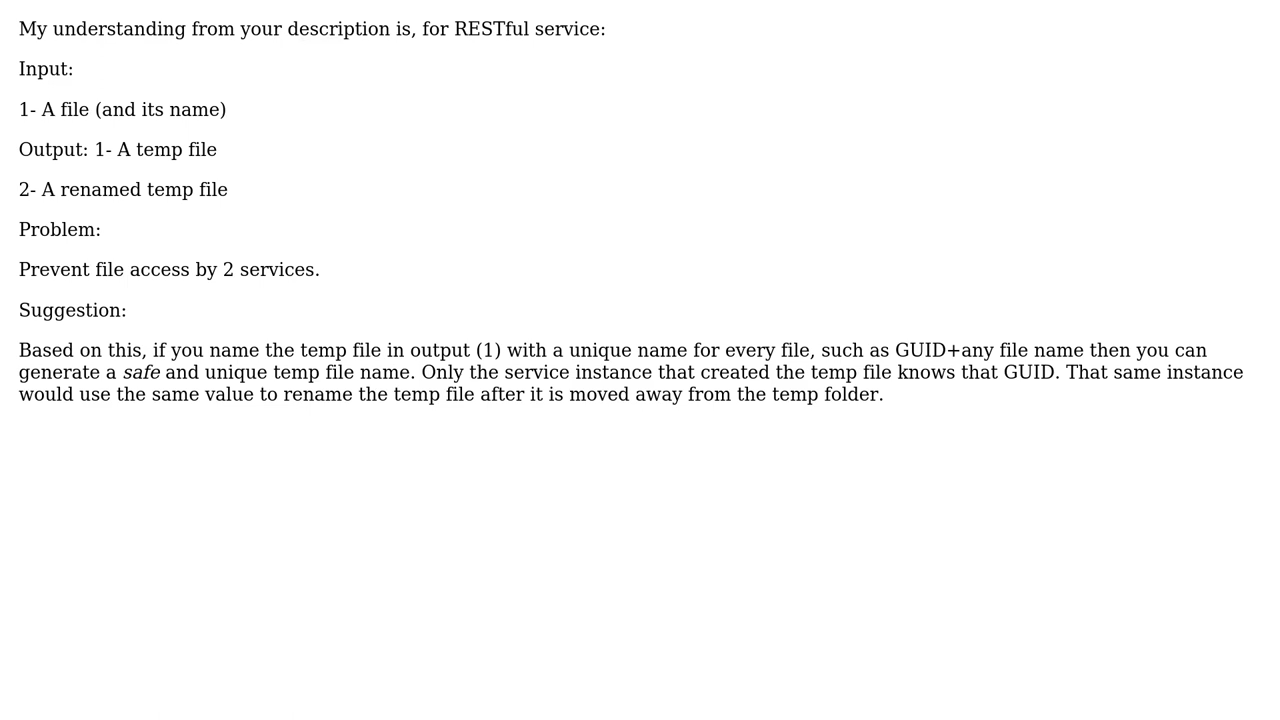 My understanding from your description is, for RESTful service:
Input:
1- A file (and its name)
Output: 1- A temp file
2- A renamed temp file
Problem:
Prevent file access by 2 services.
Suggestion:
Based on this, if you name the temp file in output (1) with a unique name for every file, such as GUID+any file name then you can
generate a safe and unique temp file name. Only the service instance that created the temp file knows that GUID. That same instance
would use the same value to rename the temp file after it is moved away from the temp folder.